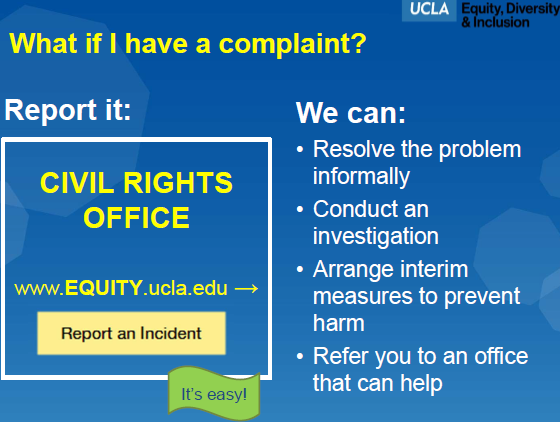 UCLA Equity, Diversity
& Inclusion
What if I have a complaint?
Report it:
CIVIL RIGHTS
OFFICE
www.EQUITY.ucla.edu →
Report an Incident
It's easy!
We can:
• Resolve the problem
informally
• Conduct an
investigation
• Arrange interim
measures to prevent
harm
• Refer you to an office
that can help